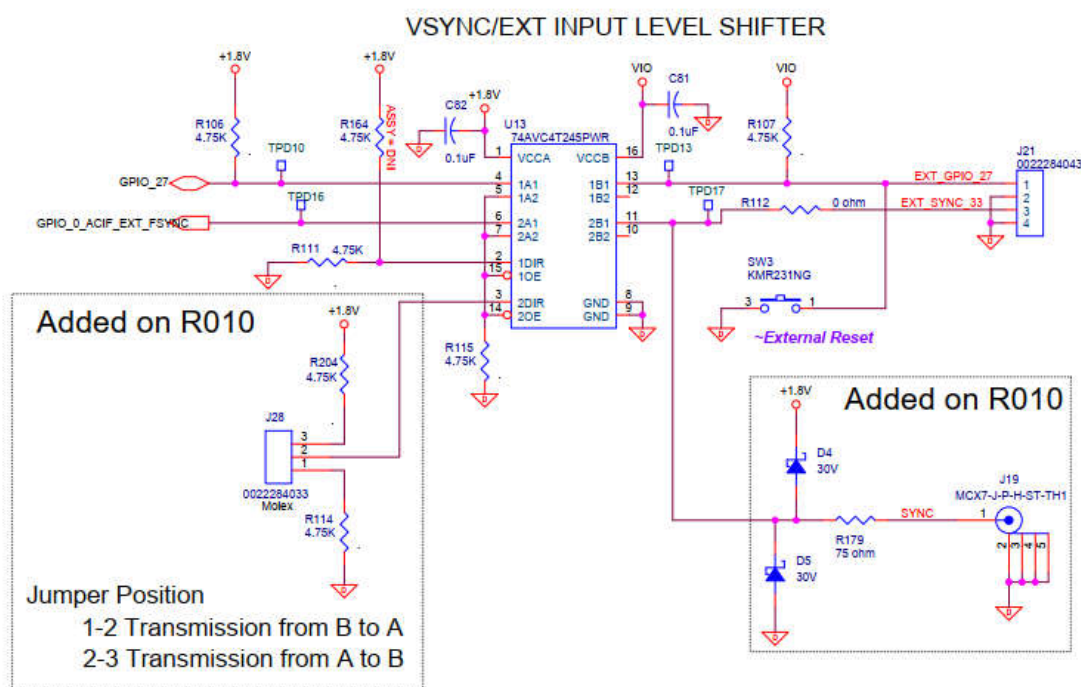 VSYNC/EXT INPUT LEVEL SHIFTER
+1.8V
+1.8V
VIO
VIO
C81
+1.8V
C82
0.1uF
0.1uF
R106
4.75K
R164
4.75K
ASSY = DNI
U13
74AVC4T245PWR
R107
4.75K
1
VCCA
VCCB
16
TPD10
TPD13
J21
0022284043
GPIO_27
4
1A1
1B1
13
EXT_GPIO_27
1
5
1A2
1B2
12
TPD16
TPD17
2
GPIO_0_ACIF_EXT_FSYNC
6
2A1
2B1
11
R112
0 ohm
EXT_SYNC_33
3
7
2A2
2B2
10
4
R111
4.75K
2
1DIR
15
1OE
SW3
KMR231NG
3
2DIR
GND
8
3
1
14
2OE
GND
9
~External Reset
Added on R010
+1.8V
R204
4.75K
R115
4.75K
J28
3
2
1
0022284033
Molex
R114
4.75K
Jumper Position
1-2 Transmission from B to A
2-3 Transmission from A to B
Added on R010
+1.8V
D4
30V
J19
MCX7-J-P-H-ST-TH1
SYNC
1
R179
75 ohm
2
3
4
5
D5
30V